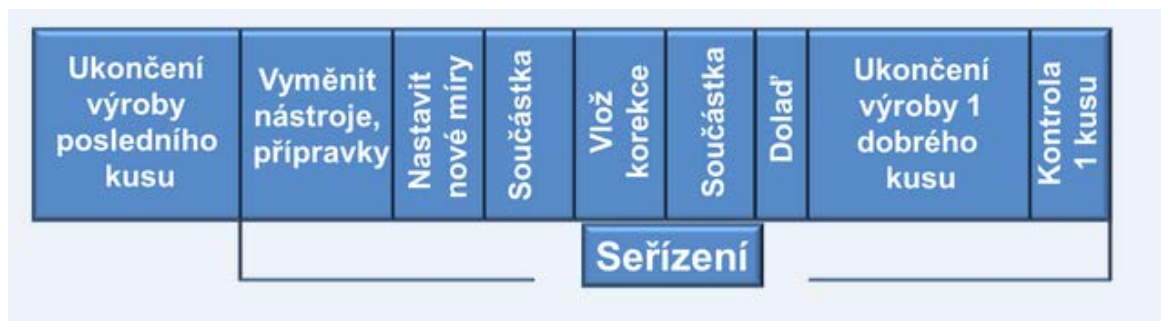 Ukončení
výroby
posledního
kusu
Vyměnit
nástroje,
přípravky
Nastavit
nové míry
Součástka
Vlož
korekce
Součástka
Dolaď
Ukončení
výroby 1
dobrého
kusu
Kontrola
1 kusu
Seřízení